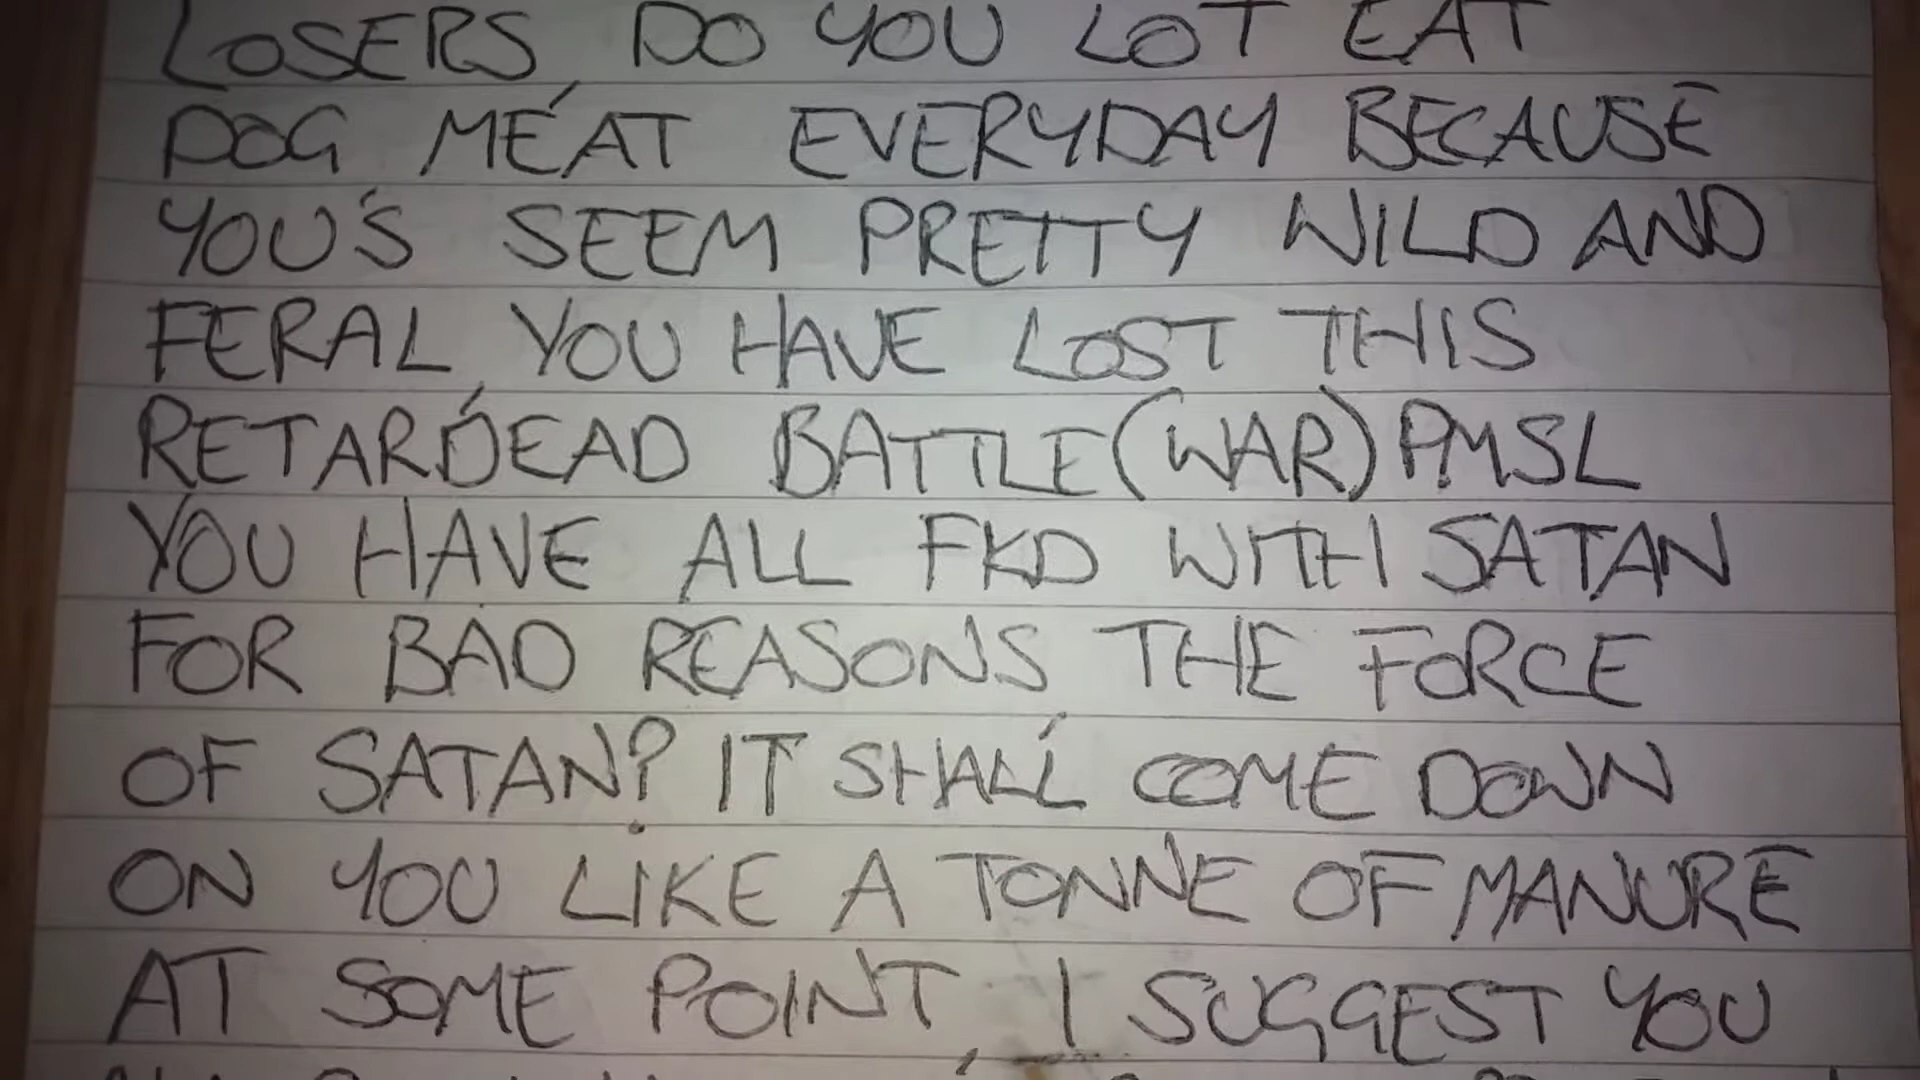 LOSERS, DO YOU LOT EAT
DOG MEAT EVERYDAY BECAUSE
YOU'S SEEM PRETTY WILD AND
FERAL, YOU HAVE LOST THIS
RETARDEAD BATTLE (WAR) PMSL
YOU HAVE ALL FKD WITH SATAN
FOR BAD REASONS THE FORCE
OF SATAN? IT SHALL COME DOWN
ON YOU LIKE A TONNE OF MANURE
AT SOME POINT, I SUGGEST YOU